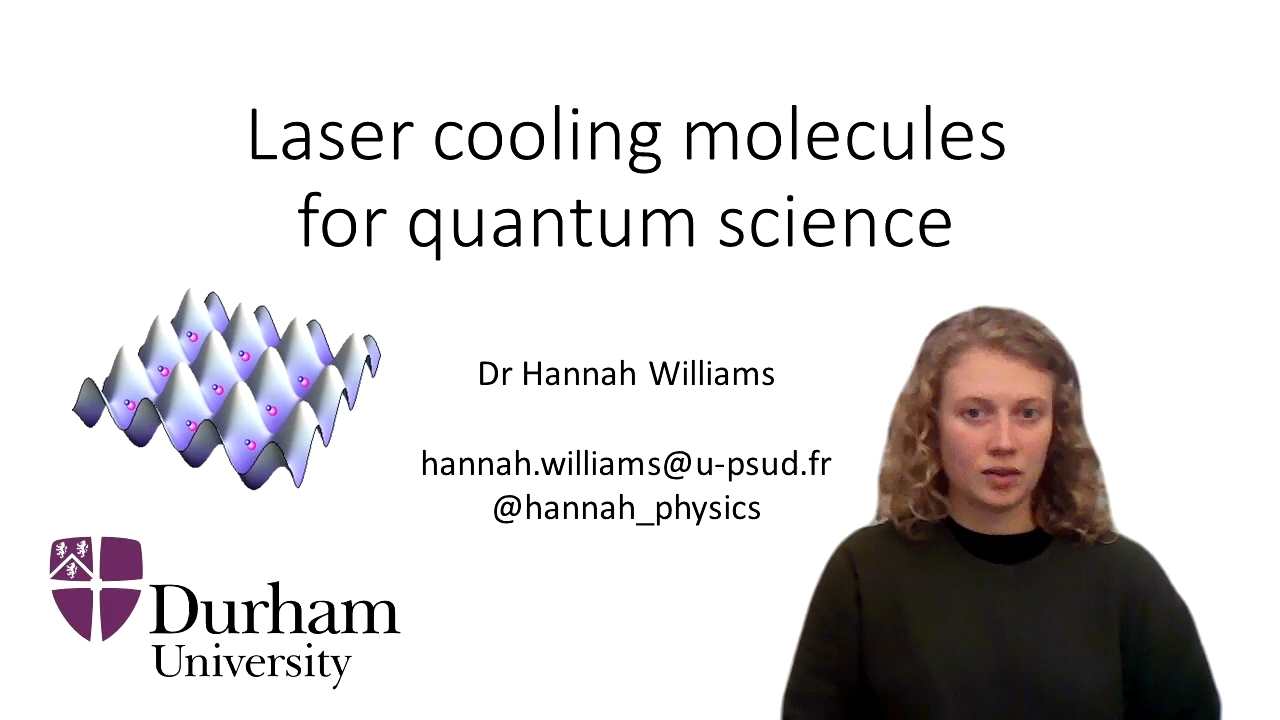 Laser cooling molecules
for quantum science
Dr Hannah Williams
hannah.williams@u-psud.fr
@hannah_physics
Durham
University